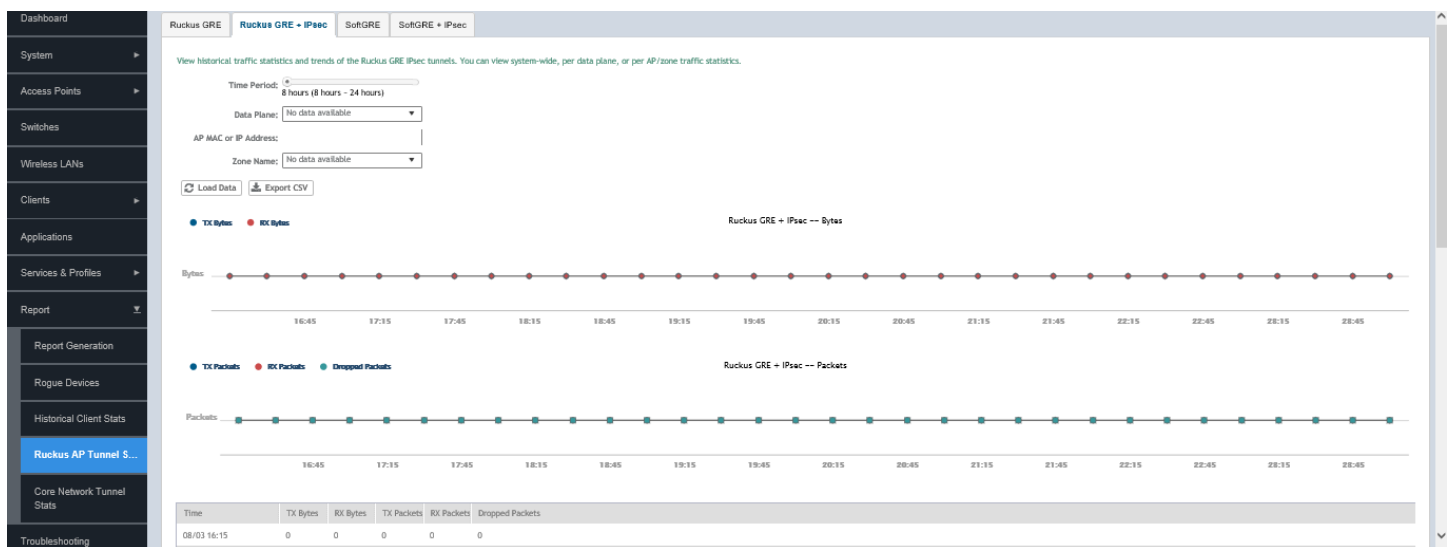 Dashboard
System
Access Points
Switches
Wireless LANs
Clients
Applications
Services & Profiles
Report
Report Generation
Rogue Devices
Historical Client Stats
Ruckus AP Tunnel S...
Core Network Tunnel
Stats
Troubleshooting
Ruckus GRE
Ruckus GRE + IPsec
SoftGRE
SoftGRE + IPsec
View historical traffic statistics and trends of the Ruckus GRE IPsec tunnels. You can view system-wide, per data plane, or per AP/zone traffic statistics.
Time Period:
8 hours (8 hours - 24 hours)
Data Plane: No data available
AP MAC or IP Address:
Zone Name: No data available
Load Data Export CSV
TX Bytes RX Bytes
Ruckus GRE + IPsec -- Bytes
Bytes
16:45 17:15 17:45 18:15 18:45 19:15 19:45 20:15 20:45 21:15 21:45 22:15 22:45 23:15 23:45
TX Packets RX Packets Dropped Packets
Ruckus GRE + IPsec -- Packets
Packets
16:45 17:15 17:45 18:15 18:45 19:15 19:45 20:15 20:45 21:15 21:45 22:15 22:45 23:15 23:45
Time TX Bytes RX Bytes TX Packets RX Packets Dropped Packets
08/03 16:15 0 0 0 0 0